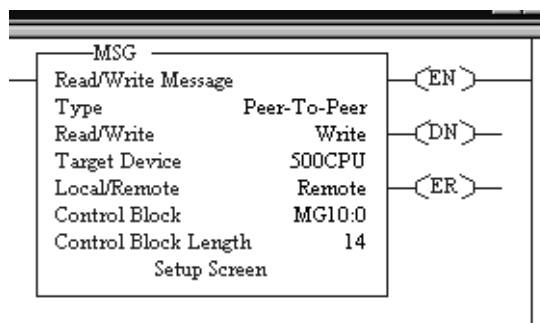 MSG
Read/Write Message (EN)
Type Peer-To-Peer
Read/Write Write (DN)
Target Device 500CPU
Local/Remote Remote (ER)
Control Block MG10:0
Control Block Length 14
Setup Screen